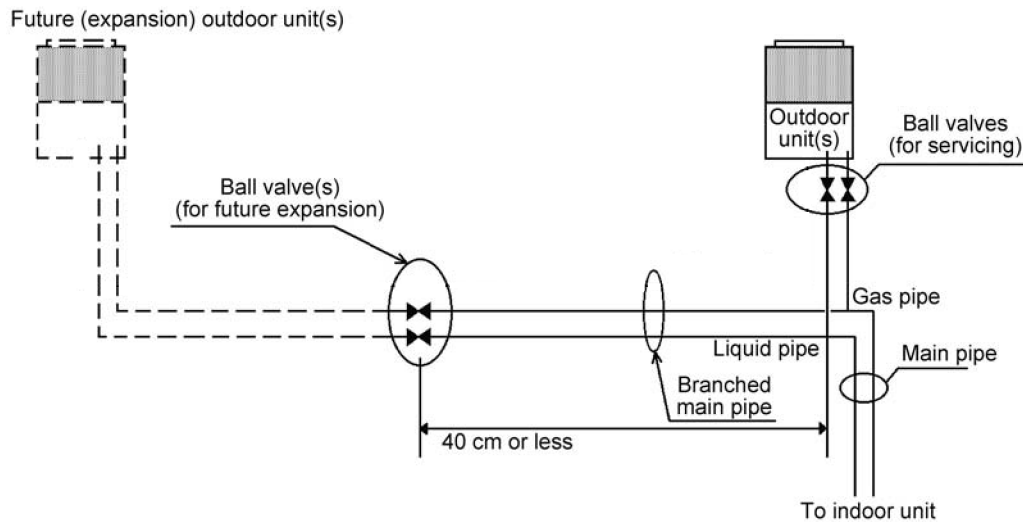 Future (expansion) outdoor unit(s)
Outdoor
unit(s)
Ball valves
(for servicing)
Ball valve(s)
(for future expansion)
Gas pipe
Liquid pipe
Main pipe
Branched
main pipe
40 cm or less
To indoor unit